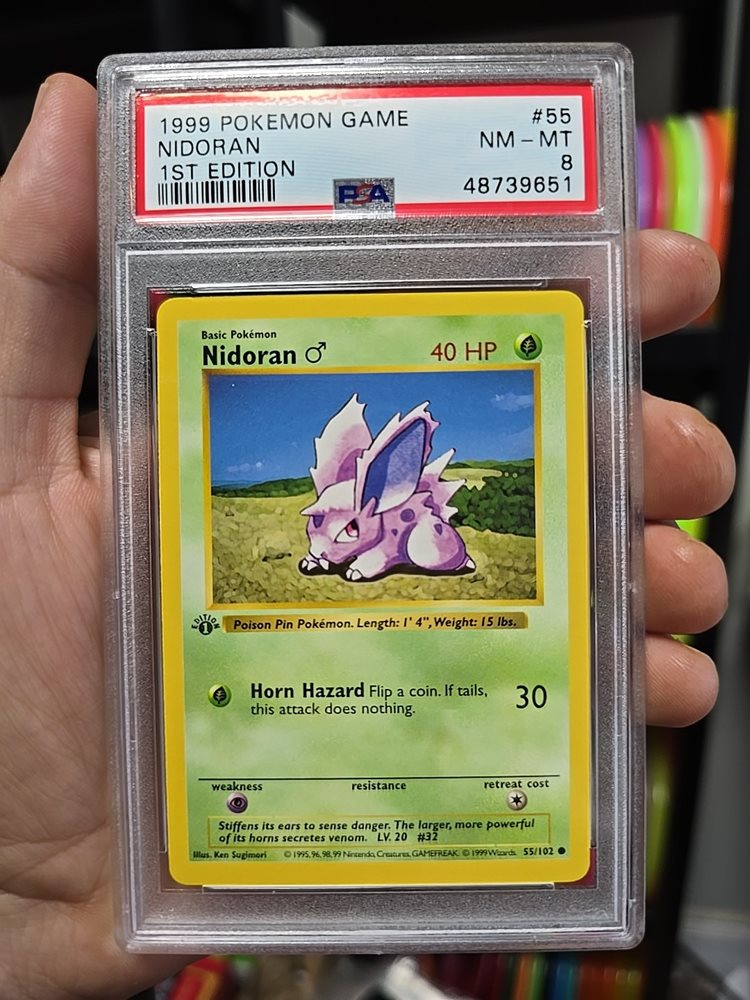 1999 POKEMON GAME #55
NIDORAN NM - MT
1ST EDITION 8
PSA 48739651
Basic Pokémon
Nidoran ♂ 40 HP
EDITION 1
Poison Pin Pokémon. Length: 1' 4", Weight: 15 lbs.
Horn Hazard Flip a coin. If tails, 30
this attack does nothing.
weakness resistance retreat cost
Stiffens its ears to sense danger. The larger, more powerful
of its horns secretes venom. LV. 20 #32
Illus. Ken Sugimori © 1995, 96, 98, 99 Nintendo, Creatures, GAMEFREAK. © 1999 Wizards. 55/102 ●